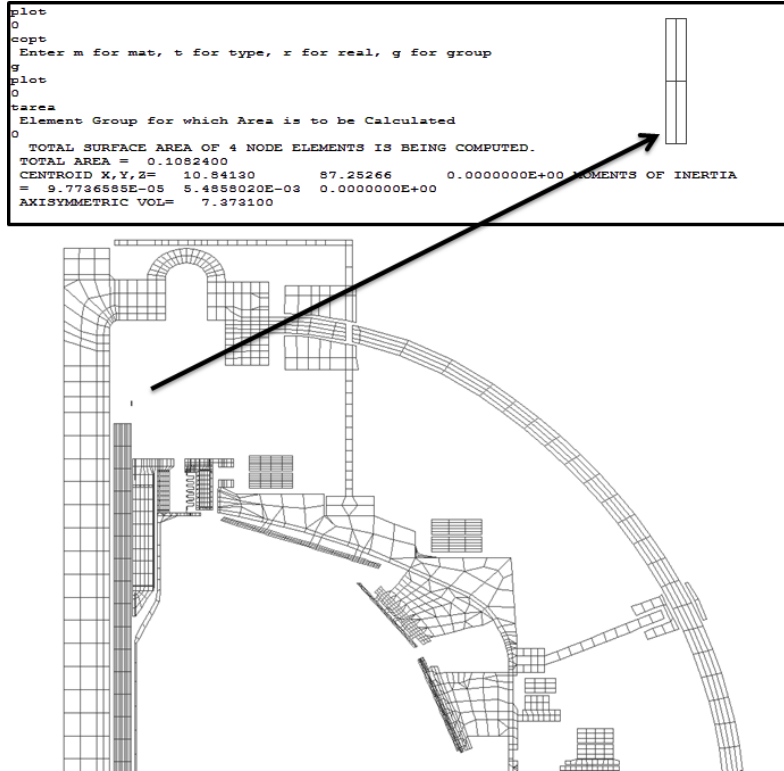 plot
0
copt
Enter m for mat, t for type, r for real, g for group
g
plot
0
tarea
Element Group for which Area is to be Calculated
0
TOTAL SURFACE AREA OF 4 NODE ELEMENTS IS BEING COMPUTED.
TOTAL AREA = 0.1082400
CENTROID X,Y,Z= 10.84130 87.25266 0.0000000E+00 MOMENTS OF INERTIA
= 9.7736585E-05 5.4858020E-03 0.0000000E+00
AXISYMMETRIC VOL= 7.373100